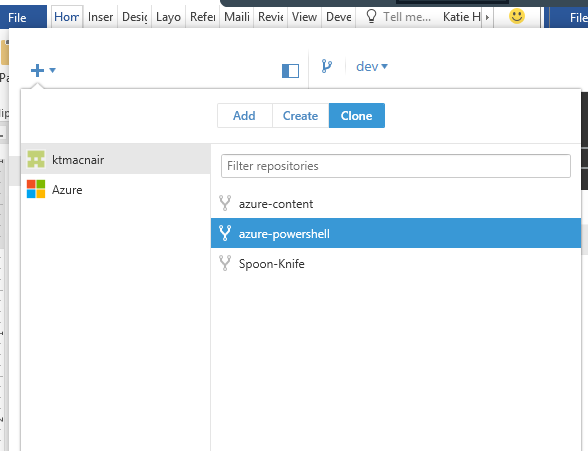 File Hom Inser Desig Layo Refer Maili Revie View Deve Tell me... Katie H File
dev
Add Create Clone
ktmacnair
Filter repositories
Azure
azure-content
azure-powershell
Spoon-Knife